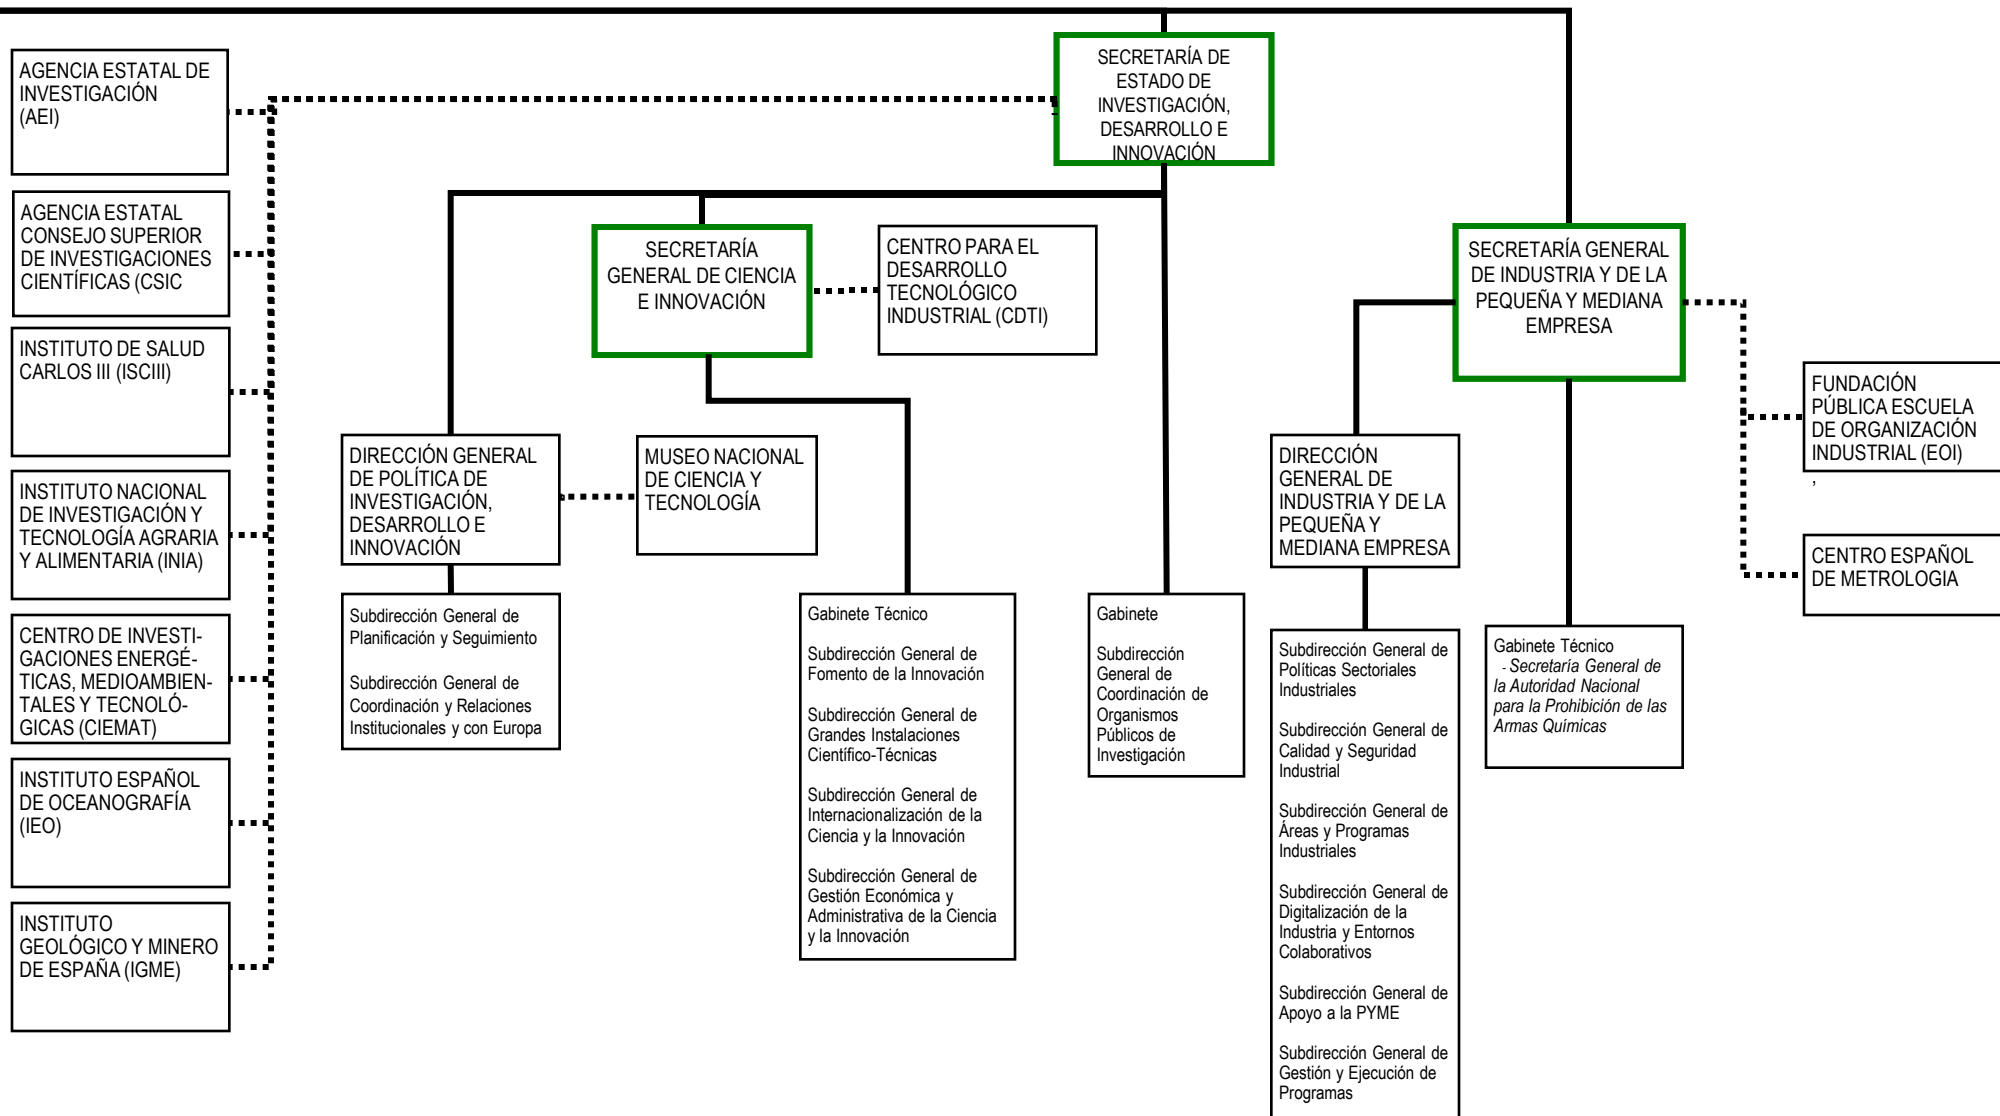 SECRETARÍA DE
ESTADO DE
INVESTIGACIÓN,
DESARROLLO E
INNOVACIÓN
AGENCIA ESTATAL DE
INVESTIGACIÓN
(AEI)
AGENCIA ESTATAL
CONSEJO SUPERIOR
DE INVESTIGACIONES
CIENTÍFICAS (CSIC
INSTITUTO DE SALUD
CARLOS III (ISCIII)
INSTITUTO NACIONAL
DE INVESTIGACIÓN Y
TECNOLOGÍA AGRARIA
Y ALIMENTARIA (INIA)
CENTRO DE INVESTI-
GACIONES ENERGÉ-
TICAS, MEDIOAMBIEN-
TALES Y TECNOLÓ-
GICAS (CIEMAT)
INSTITUTO ESPAÑOL
DE OCEANOGRAFÍA
(IEO)
INSTITUTO
GEOLÓGICO Y MINERO
DE ESPAÑA (IGME)
SECRETARÍA
GENERAL DE CIENCIA
E INNOVACIÓN
CENTRO PARA EL
DESARROLLO
TECNOLÓGICO
INDUSTRIAL (CDTI)
DIRECCIÓN GENERAL
DE POLÍTICA DE
INVESTIGACIÓN,
DESARROLLO E
INNOVACIÓN
MUSEO NACIONAL
DE CIENCIA Y
TECNOLOGÍA
Subdirección General de
Planificación y Seguimiento
Subdirección General de
Coordinación y Relaciones
Institucionales y con Europa
Gabinete Técnico
Subdirección General de
Fomento de la Innovación
Subdirección General de
Grandes Instalaciones
Científico-Técnicas
Subdirección General de
Internacionalización de la
Ciencia y la Innovación
Subdirección General de
Gestión Económica y
Administrativa de la Ciencia
y la Innovación
Gabinete
Subdirección
General de
Coordinación de
Organismos
Públicos de
Investigación
SECRETARÍA GENERAL
DE INDUSTRIA Y DE LA
PEQUEÑA Y MEDIANA
EMPRESA
DIRECCIÓN
GENERAL DE
INDUSTRIA Y DE LA
PEQUEÑA Y
MEDIANA EMPRESA
Subdirección General de
Políticas Sectoriales
Industriales
Subdirección General de
Calidad y Seguridad
Industrial
Subdirección General de
Áreas y Programas
Industriales
Subdirección General de
Digitalización de la
Industria y Entornos
Colaborativos
Subdirección General de
Apoyo a la PYME
Subdirección General de
Gestión y Ejecución de
Programas
Gabinete Técnico
- Secretaría General de
la Autoridad Nacional
para la Prohibición de las
Armas Químicas
FUNDACIÓN
PÚBLICA ESCUELA
DE ORGANIZACIÓN
INDUSTRIAL (EOI)
,
CENTRO ESPAÑOL
DE METROLOGIA